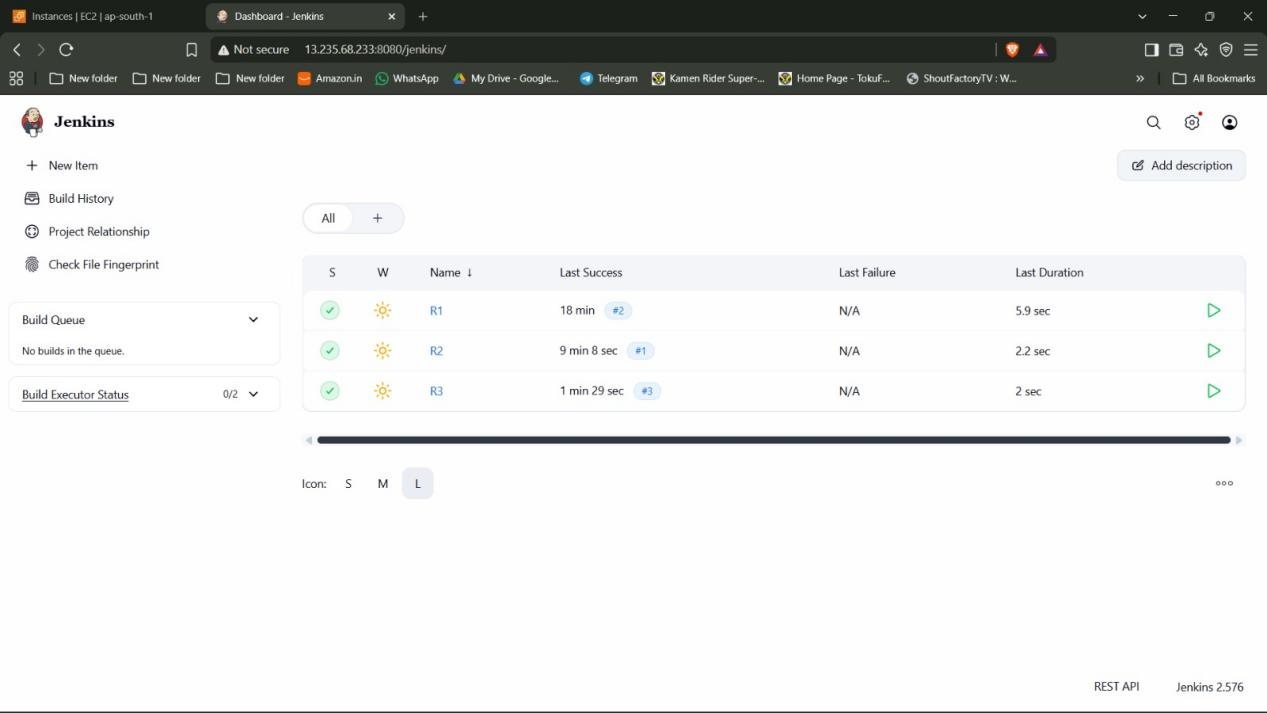 Instances | EC2 | ap-south-1
Dashboard - Jenkins
Not secure 13.235.68.233:8080/jenkins/
New folder New folder New folder Amazon.in WhatsApp My Drive - Google... Telegram Kamen Rider Super-... Home Page - TokuF... ShoutFactoryTV : W... » All Bookmarks
Jenkins
New Item
Add description
Build History
Project Relationship
Check File Fingerprint
Build Queue
No builds in the queue.
Build Executor Status 0/2
All +
S W Name ↓ Last Success Last Failure Last Duration
R1 18 min #2 N/A 5.9 sec
R2 9 min 8 sec #1 N/A 2.2 sec
R3 1 min 29 sec #3 N/A 2 sec
Icon: S M L
REST API Jenkins 2.576